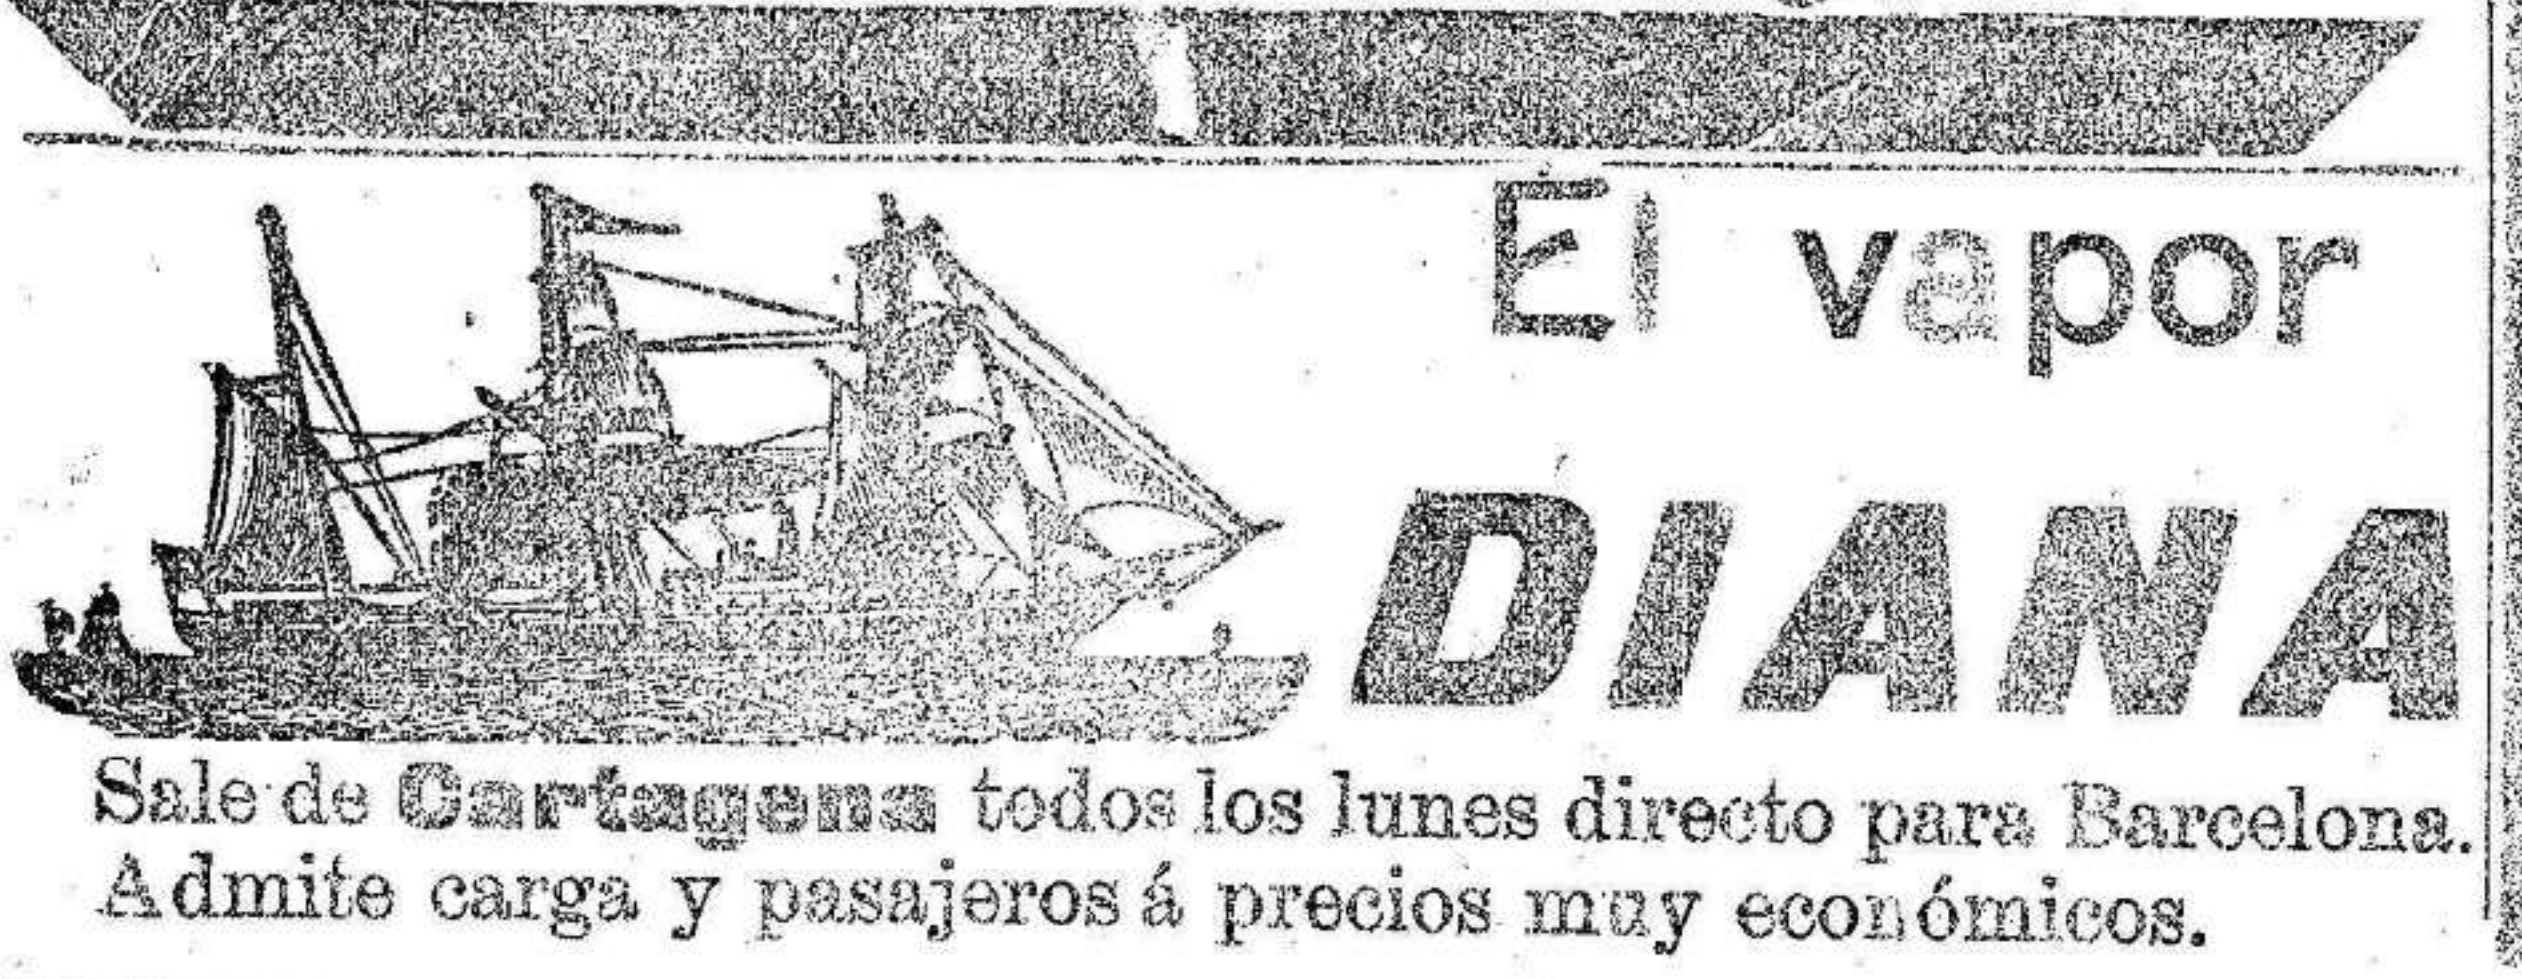 El vapor
DIANA
Sale de Cartagena todos los lunes directo para Barcelona.
Admite carga y pasajeros á precios muy económicos.